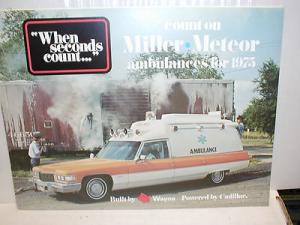 "When
seconds
count..."
count on
Miller·Meteor
ambulances for 1975
AMBULANCE
Built by Wayne
Powered by Cadillac.